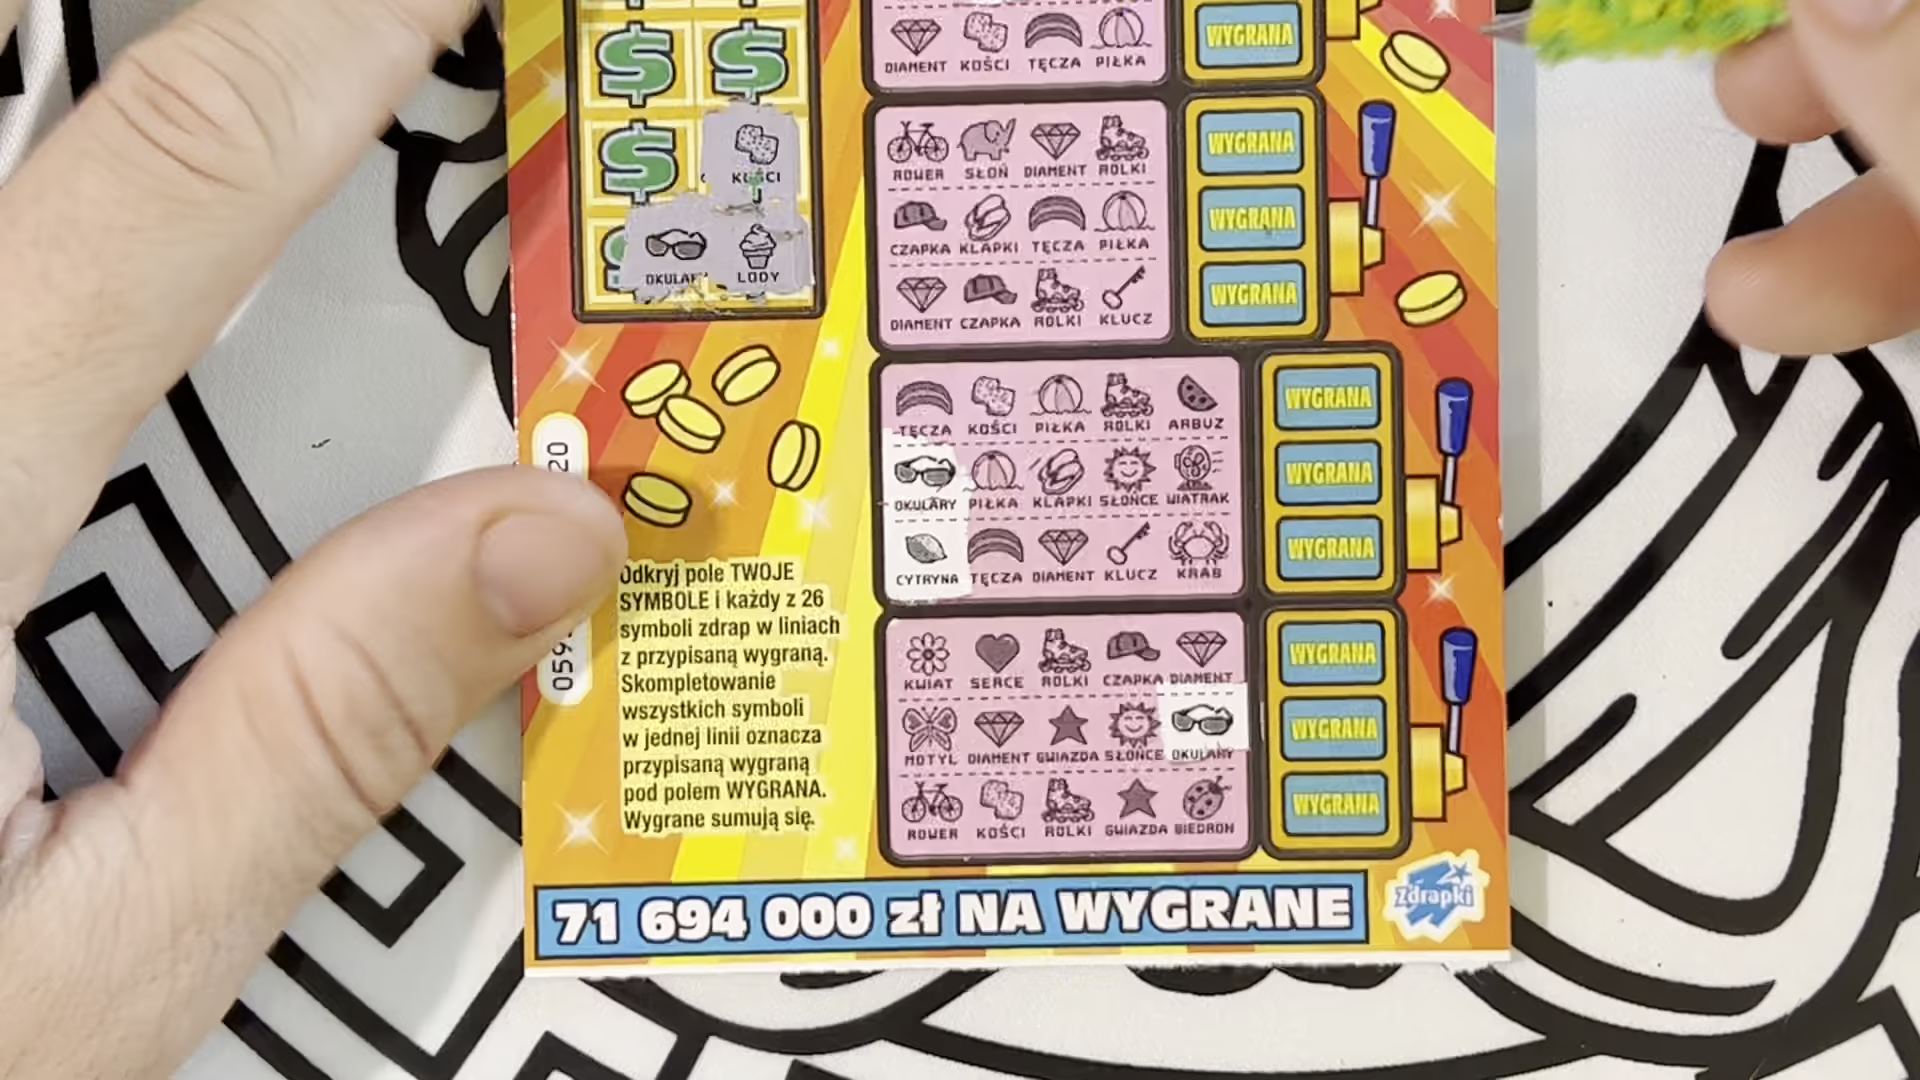 DIAMENT KOŚCI TĘCZA PIŁKA
WYGRANA
$ $
$
KOŚCI
OKULARY LODY
ROWER SŁOŃ DIAMENT ROLKI
WYGRANA
CZAPKA KLAPKI TĘCZA PIŁKA
WYGRANA
DIAMENT CZAPKA ROLKI KLUCZ
WYGRANA
TĘCZA KOŚCI PIŁKA ROLKI ARBUZ
WYGRANA
OKULARY PIŁKA KLAPKI SŁOŃCE WIATRAK
WYGRANA
CYTRYNA TĘCZA DIAMENT KLUCZ KRAB
WYGRANA
KWIAT SERCE ROLKI CZAPKA DIAMENT
WYGRANA
MOTYL DIAMENT GWIAZDA SŁOŃCE OKULARY
WYGRANA
ROWER KOŚCI ROLKI GWIAZDA BIEDRON
WYGRANA
Odkryj pole TWOJE
SYMBOLE i każdy z 26
symboli zdrap w liniach
z przypisaną wygraną.
Skompletowanie
wszystkich symboli
w jednej linii oznacza
przypisaną wygraną
pod polem WYGRANA.
Wygrane sumują się.
71 694 000 zł NA WYGRANE
Zdrapki